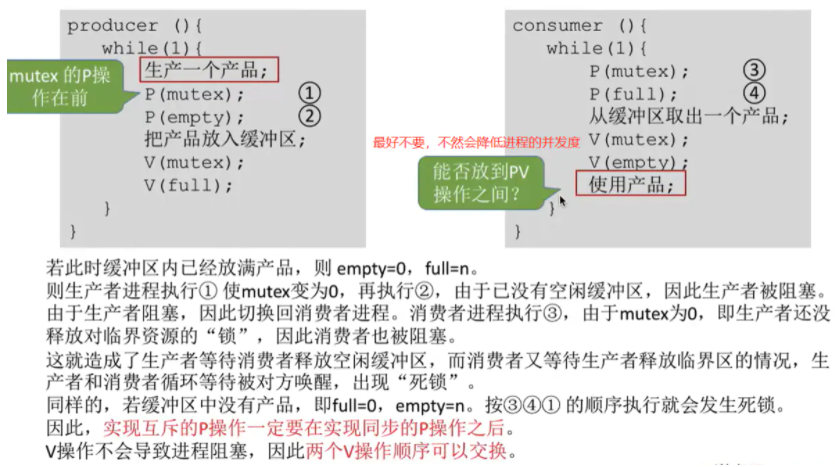 producer (){
while(1){
生产一个产品;
mutex 的P操
作在前
P(mutex); ①
P(empty); ②
把产品放入缓冲区;
V(mutex);
V(full);
}
}
consumer (){
while(1){
P(mutex); ③
P(full); ④
从缓冲区取出一个产品;
最好不要，不然会降低进程的并发度
V(mutex);
V(empty);
能否放到PV
操作之间？
使用产品;
}
}
若此时缓冲区内已经放满产品，则 empty=0，full=n。
则生产者进程执行① 使mutex变为0，再执行②，由于已没有空闲缓冲区，因此生产者被阻塞。
由于生产者阻塞，因此切换回消费者进程。消费者进程执行③，由于mutex为0，即生产者还没
释放对临界资源的“锁”，因此消费者也被阻塞。
这就造成了生产者等待消费者释放空闲缓冲区，而消费者又等待生产者释放临界区的情况，生
产者和消费者循环等待被对方唤醒，出现“死锁”。
同样的，若缓冲区中没有产品，即full=0，empty=n。按③④① 的顺序执行就会发生死锁。
因此，实现互斥的P操作一定要在实现同步的P操作之后。
V操作不会导致进程阻塞，因此两个V操作顺序可以交换。